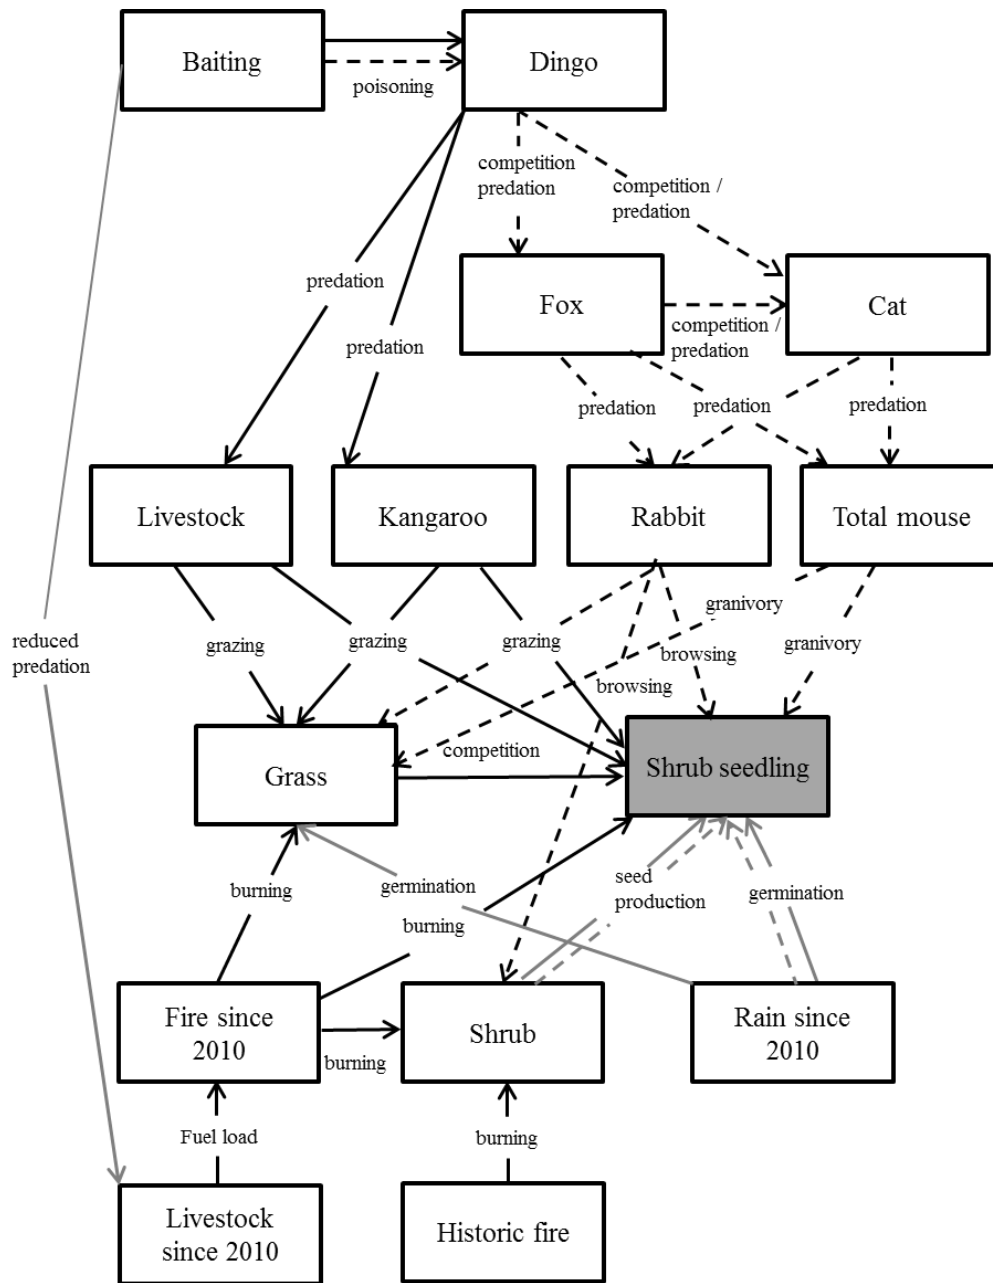 Baiting
Dingo
poisoning
competition
predation
competition /
predation
predation
Fox
Cat
competition /
predation
predation
predation
predation
predation
Livestock
Kangaroo
Rabbit
Total mouse
reduced
predation
grazing
grazing
grazing
granivory
browsing
granivory
browsing
Grass
competition
Shrub seedling
burning
germination
burning
seed
production
germination
Fire since
2010
burning
Shrub
Rain since
2010
Fuel load
burning
Livestock
since 2010
Historic fire